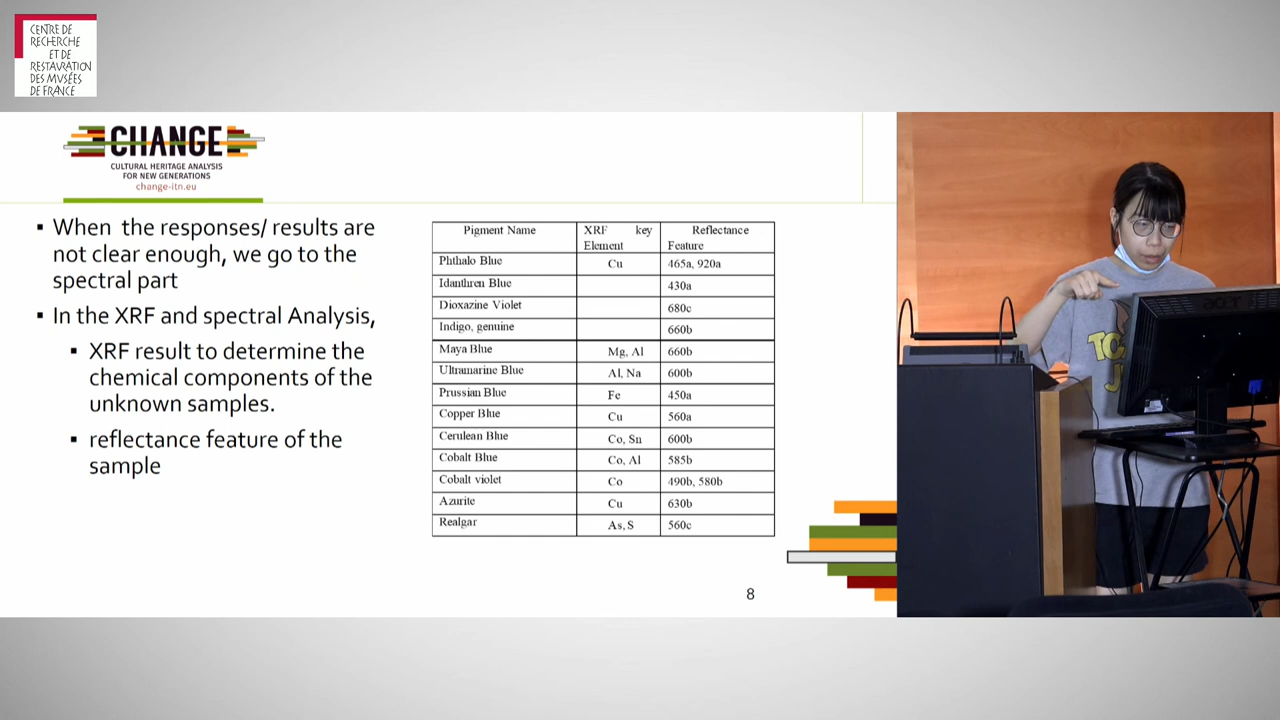 CENTRE DE
RECHERCHE
ET DE
RESTAURATION
DES MUSÉES
DE FRANCE
CHANGE
CULTURAL HERITAGE ANALYSIS
FOR NEW GENERATIONS
change-itn.eu
▪ When the responses/ results are
not clear enough, we go to the
spectral part
▪ In the XRF and spectral Analysis,
▪ XRF result to determine the
chemical components of the
unknown samples.
▪ reflectance feature of the
sample
Pigment Name XRF key Element Reflectance Feature
Phthalo Blue Cu 465a, 920a
Idanthren Blue 430a
Dioxazine Violet 680c
Indigo, genuine 660b
Maya Blue Mg, Al 660b
Ultramarine Blue Al, Na 600b
Prussian Blue Fe 450a
Copper Blue Cu 560a
Cerulean Blue Co, Sn 600b
Cobalt Blue Co, Al 585b
Cobalt violet Co 490b, 580b
Azurite Cu 630b
Realgar As, S 560c
8
acer